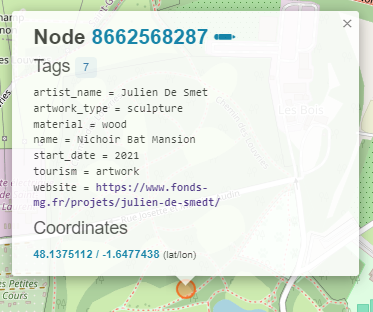 Node 8662568287
×
Tags 7
artist_name = Julien De Smet
artwork_type = sculpture
material = wood
name = Nichoir Bat Mansion
start_date = 2021
tourism = artwork
website = https://www.fonds-
mg.fr/projets/julien-de-smedt/
Coordinates
48.1375112 / -1.6477438 (lat/lon)
Les Bois
es Petites
Cours